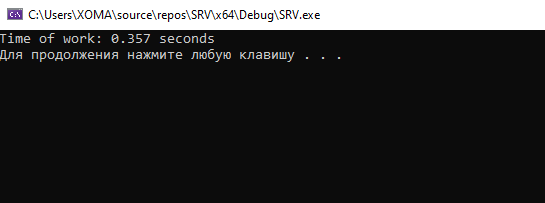 C:\Users\XOMA\source\repos\SRV\x64\Debug\SRV.exe
Time of work: 0.357 seconds
Для продолжения нажмите любую клавишу . . .